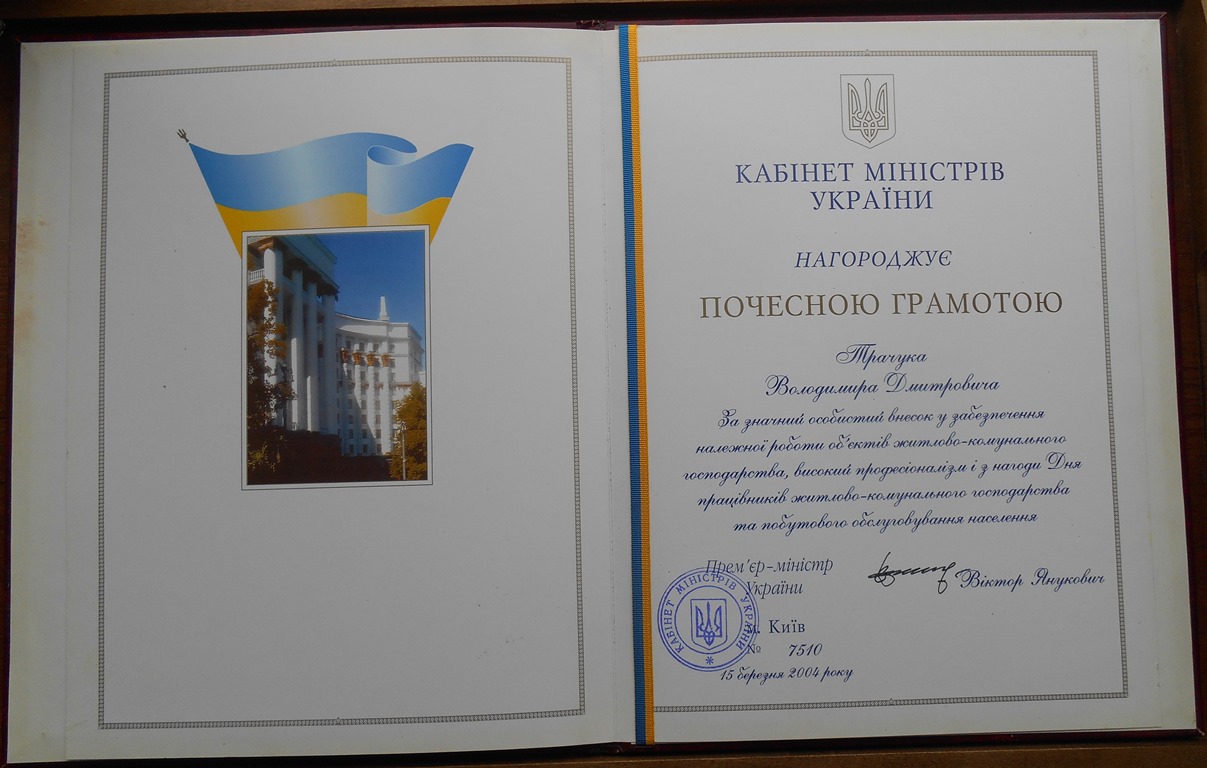 КАБІНЕТ МІНІСТРІВ
УКРАЇНИ
НАГОРОДЖУЄ
ПОЧЕСНОЮ ГРАМОТОЮ
Трачука
Володимира Дмитровича
За значний особистий внесок у забезпечення
належної роботи об'єктів житлово-комунального
господарства, високий професіоналізм і з нагоди Дня
працівників житлово-комунального господарства
та побутового обслуговування населення
Прем'єр-міністр
України
Віктор Янукович
КАБІНЕТ МІНІСТРІВ УКРАЇНИ
м. Київ
№ 7510
15 березня 2004 року